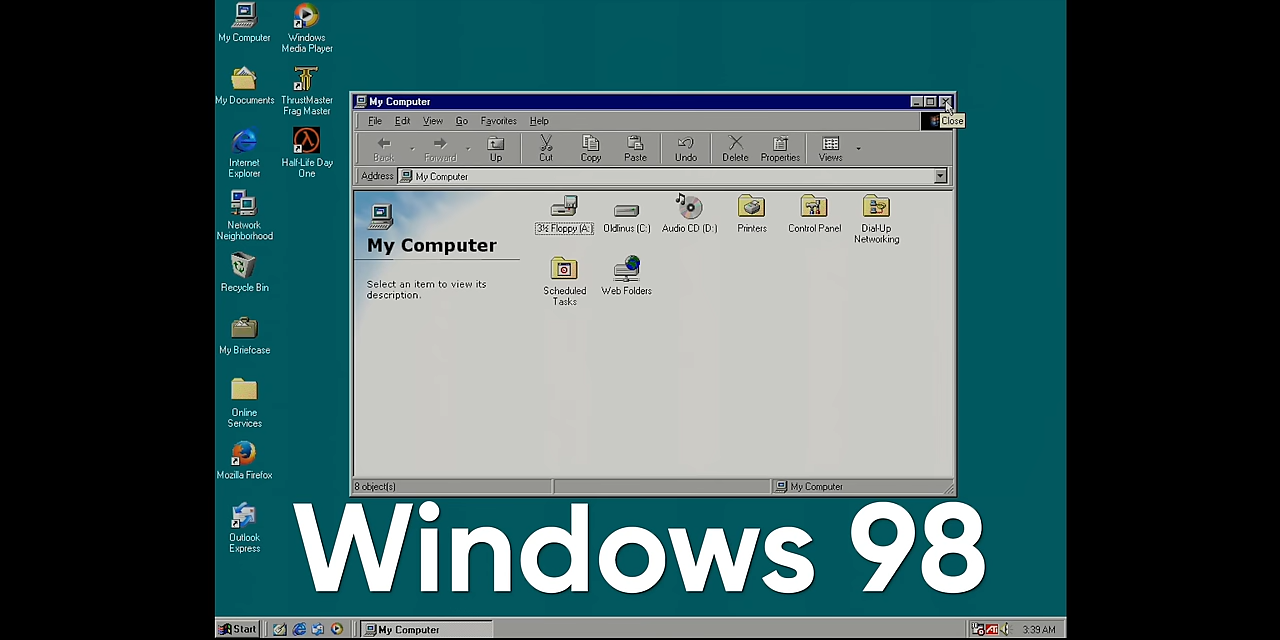 My Computer
Windows
Media Player
My Documents
ThrustMaster
Frag Master
Internet
Explorer
Half-Life Day
One
Network
Neighborhood
Recycle Bin
My Briefcase
Online
Services
Mozilla Firefox
Outlook
Express
My Computer
File Edit View Go Favorites Help
Close
Back Forward Up Cut Copy Paste Undo Delete Properties Views
Address My Computer
My Computer
Select an item to view its
description.
3½ Floppy (A:) Oldlinus (C:) Audio CD (D:) Printers Control Panel Dial-Up
Networking
Scheduled
Tasks
Web Folders
8 object(s) My Computer
Windows 98
Start My Computer 3:39 AM